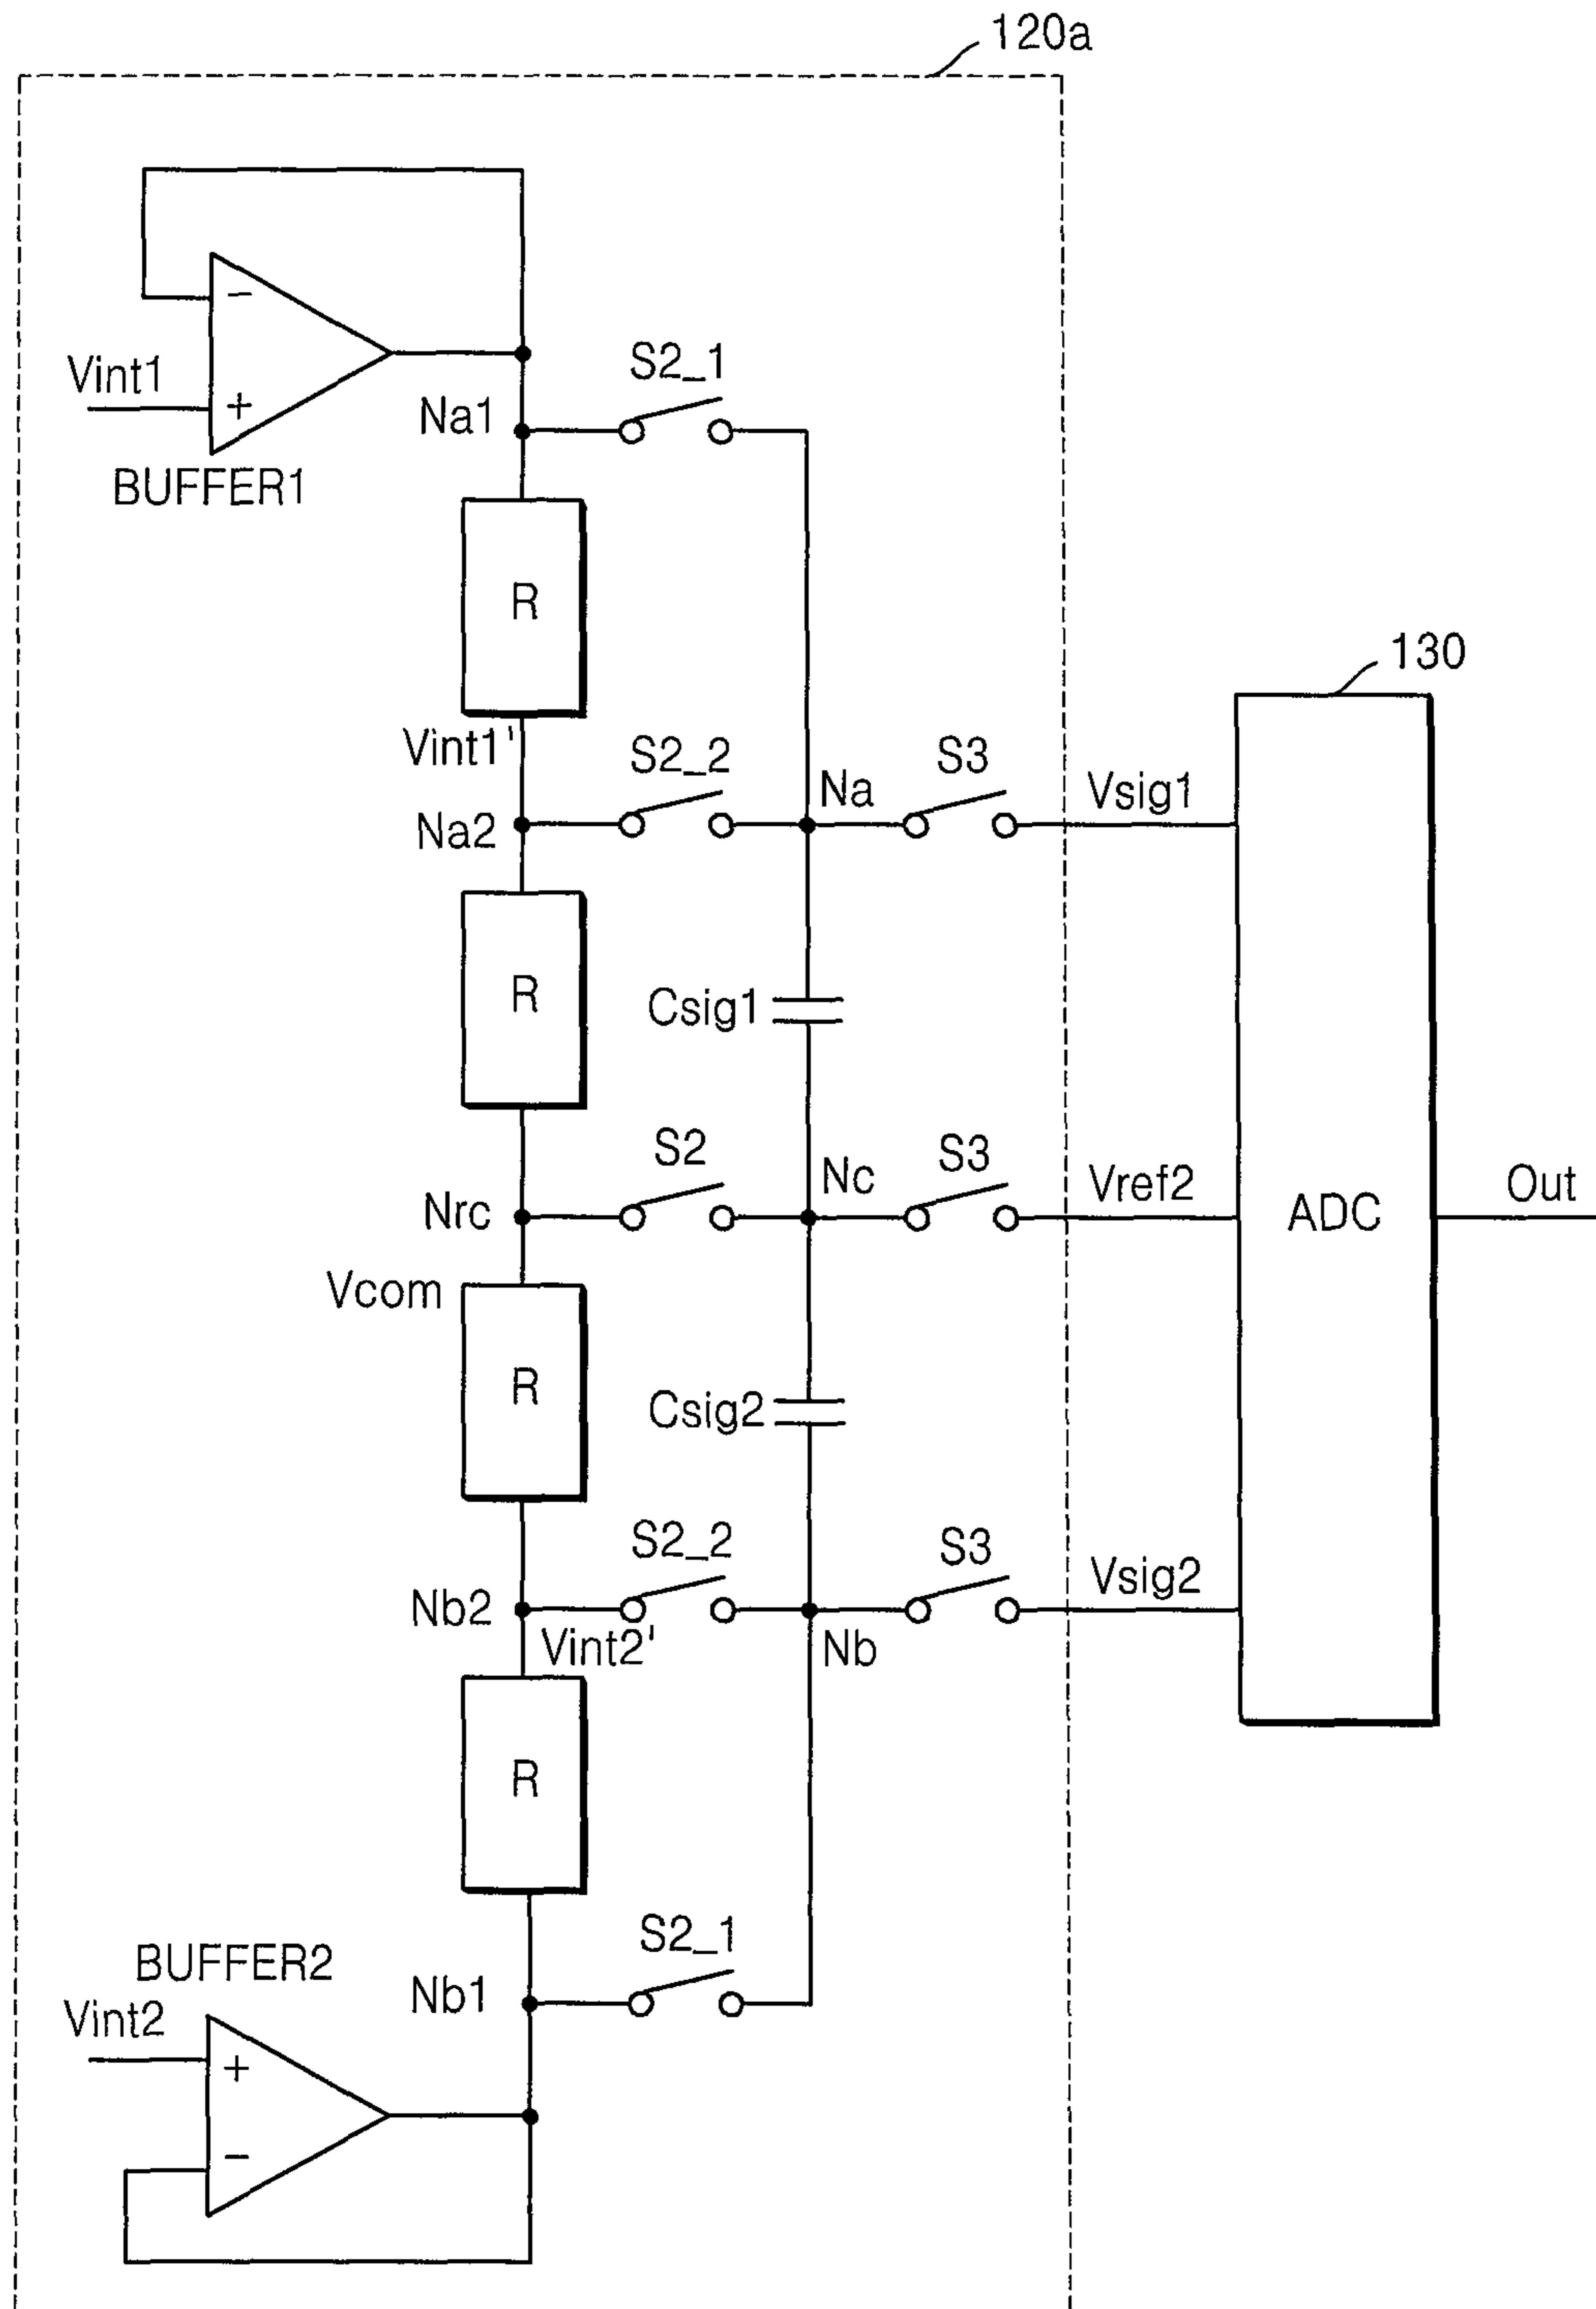 120a
−
Vint1
+
BUFFER1
S2_1
Na1
R
130
Vint1'
S2_2
Na
S3
Vsig1
Na2
R
Csig1
S2
Nc
S3
Vref2
Nrc
ADC
Out
Vcom
R
Csig2
S2_2
S3
Vsig2
Nb2
Vint2'
Nb
R
BUFFER2
S2_1
Nb1
Vint2
+
−